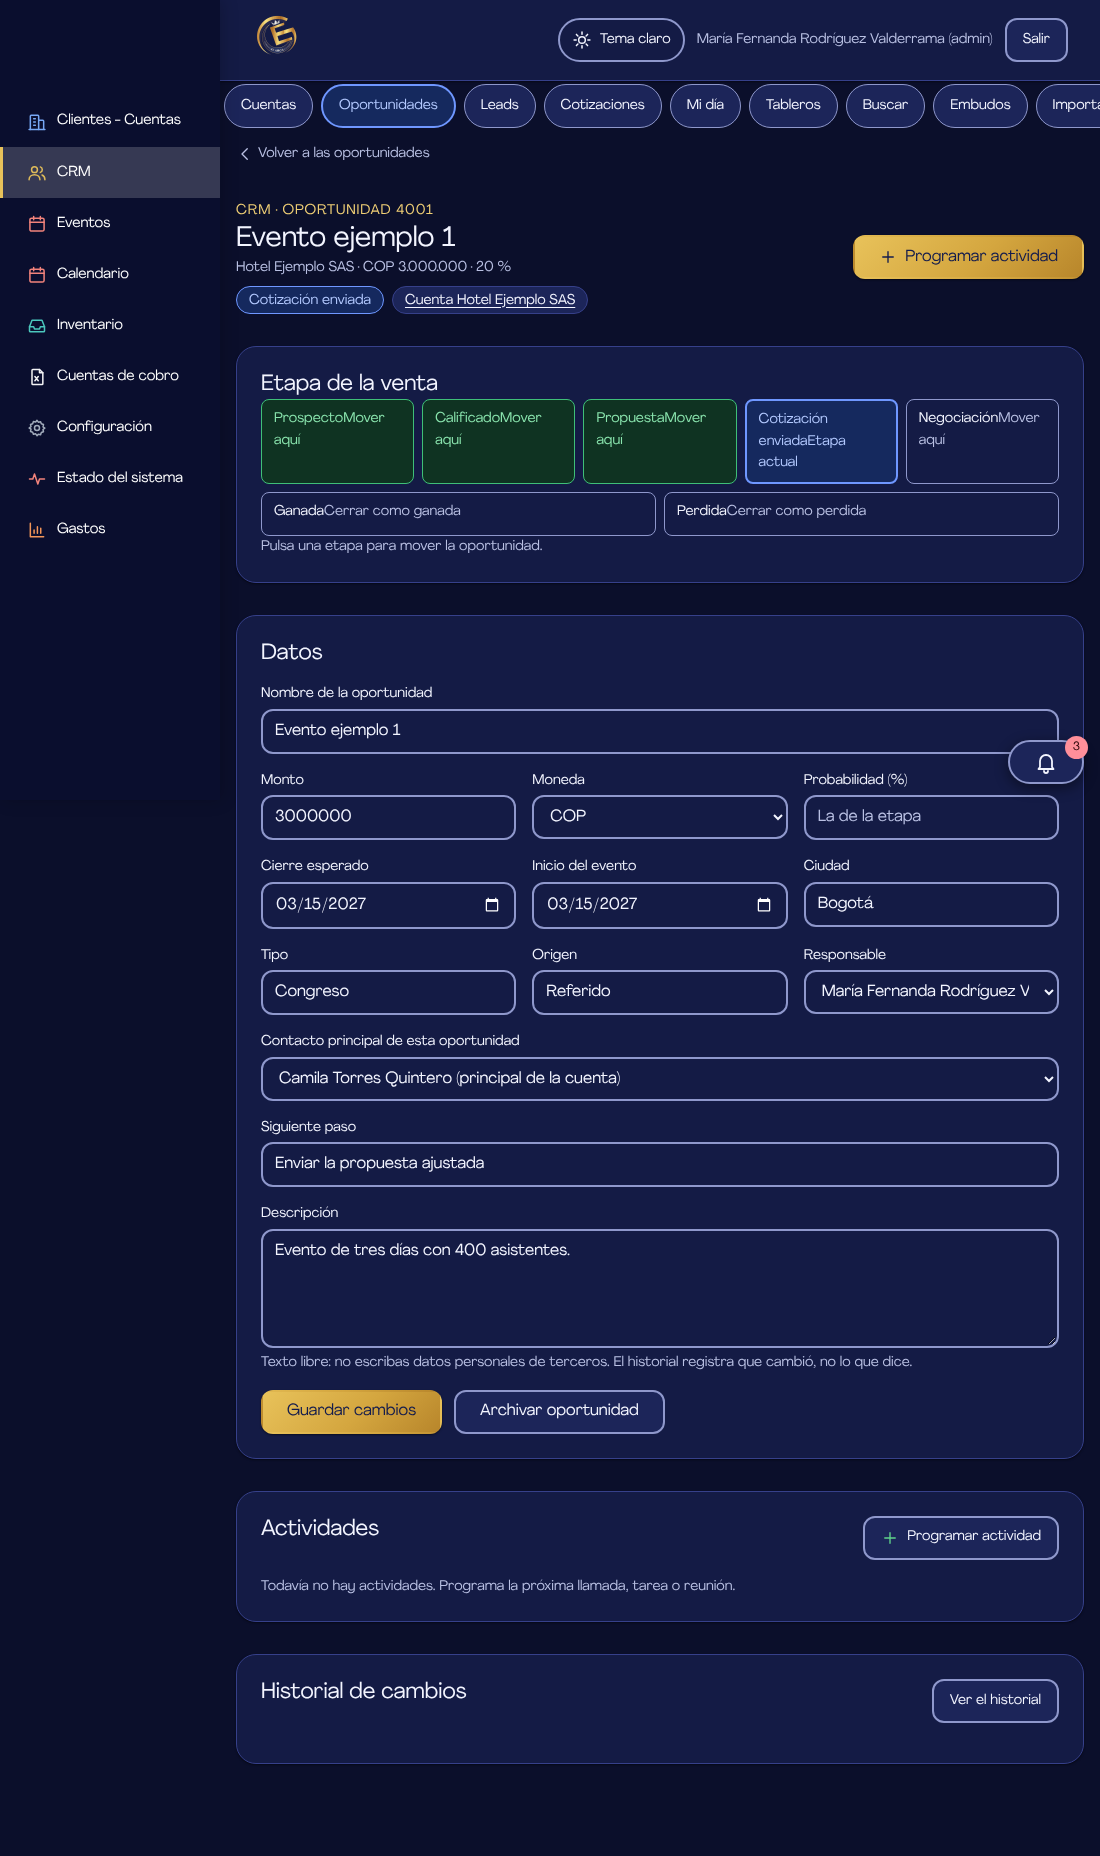 Tema claro
María Fernanda Rodríguez Valderrama (admin)
Salir
Clientes - Cuentas
CRM
Eventos
Calendario
Inventario
Cuentas de cobro
Configuración
Estado del sistema
Gastos
Cuentas
Oportunidades
Leads
Cotizaciones
Mi día
Tableros
Buscar
Embudos
Importa
Volver a las oportunidades
CRM · OPORTUNIDAD 4001
Evento ejemplo 1
Hotel Ejemplo SAS · COP 3.000.000 · 20 %
Cotización enviada
Cuenta Hotel Ejemplo SAS
Programar actividad
Etapa de la venta
ProspectoMover
aquí
CalificadoMover
aquí
PropuestaMover
aquí
Cotización
enviadaEtapa
actual
NegociaciónMover
aquí
GanadaCerrar como ganada
PerdidaCerrar como perdida
Pulsa una etapa para mover la oportunidad.
Datos
Nombre de la oportunidad
Evento ejemplo 1
3
Monto
Moneda
Probabilidad (%)
3000000
COP
La de la etapa
Cierre esperado
Inicio del evento
Ciudad
03/15/2027
03/15/2027
Bogotá
Tipo
Origen
Responsable
Congreso
Referido
María Fernanda Rodríguez V
Contacto principal de esta oportunidad
Camila Torres Quintero (principal de la cuenta)
Siguiente paso
Enviar la propuesta ajustada
Descripción
Evento de tres días con 400 asistentes.
Texto libre: no escribas datos personales de terceros. El historial registra que cambió, no lo que dice.
Guardar cambios
Archivar oportunidad
Actividades
Programar actividad
Todavía no hay actividades. Programa la próxima llamada, tarea o reunión.
Historial de cambios
Ver el historial